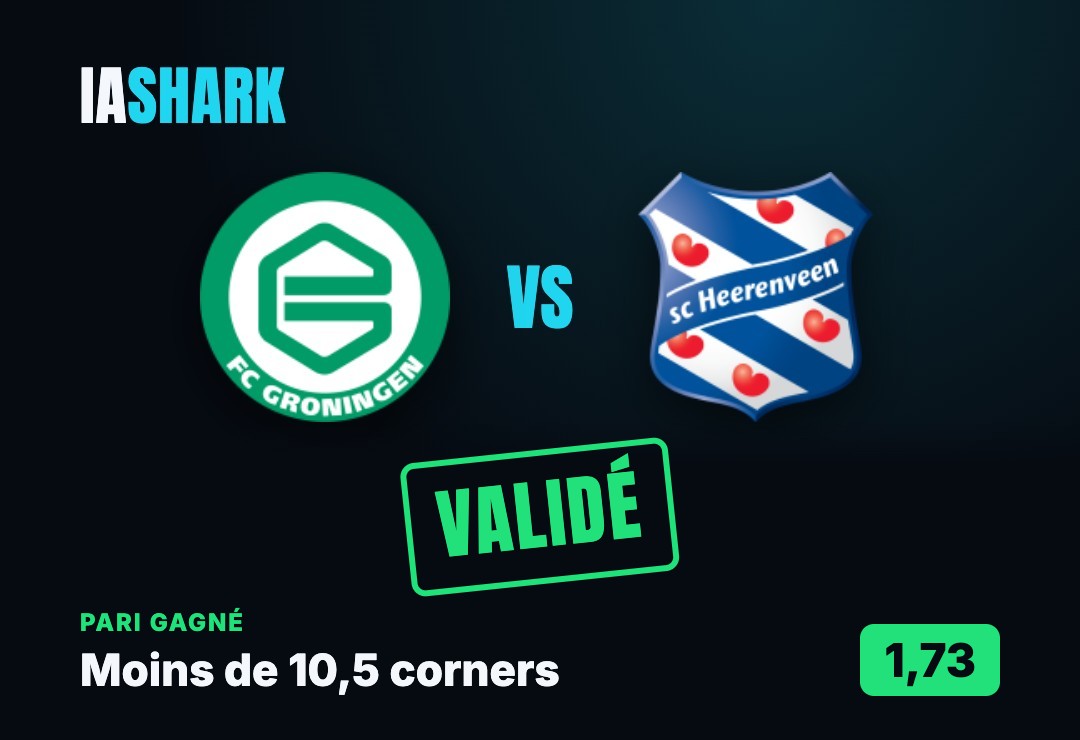 IASHARK
FC GRONINGEN
VS
sc Heerenveen
VALIDÉ
PARI GAGNÉ
Moins de 10,5 corners
1,73